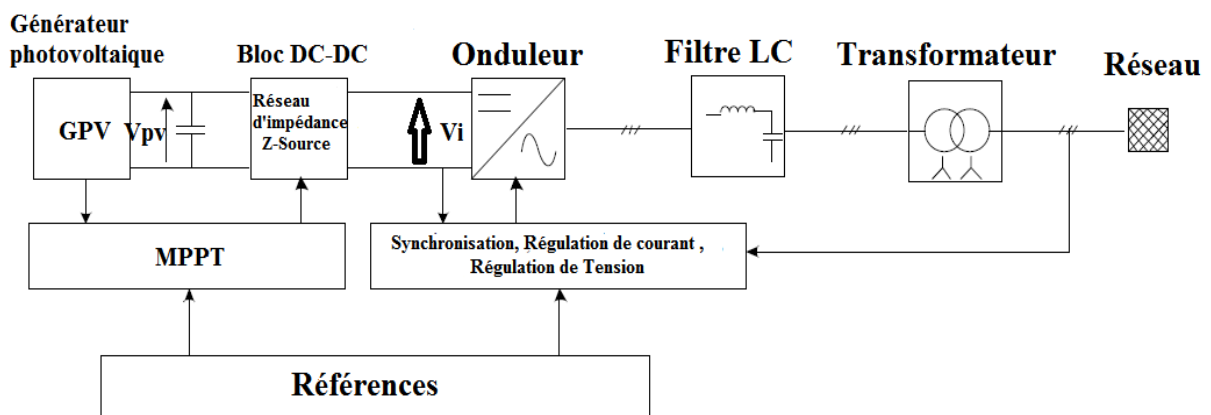 Générateur
photovoltaique
Bloc DC-DC
Onduleur
Filtre LC
Transformateur
Réseau
GPV
Vpv
Réseau
d'impédance
Z-Source
Vi
MPPT
Synchronisation, Régulation de courant ,
Régulation de Tension
Références